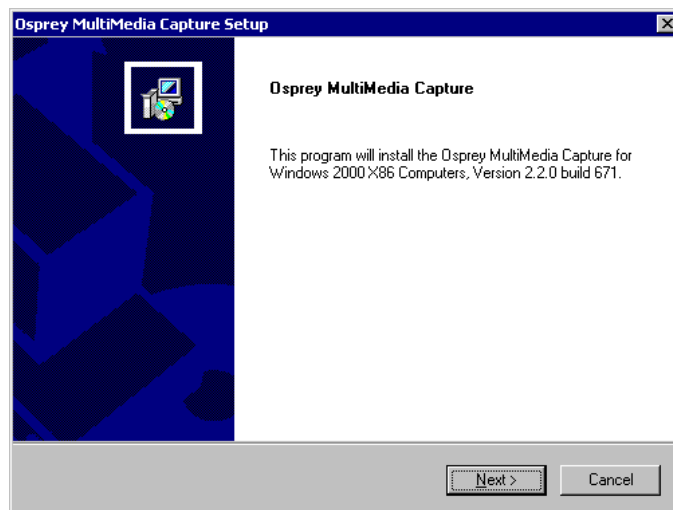 Osprey MultiMedia Capture Setup
Osprey MultiMedia Capture
This program will install the Osprey MultiMedia Capture for
Windows 2000 X86 Computers, Version 2.2.0 build 671.
Next >
Cancel